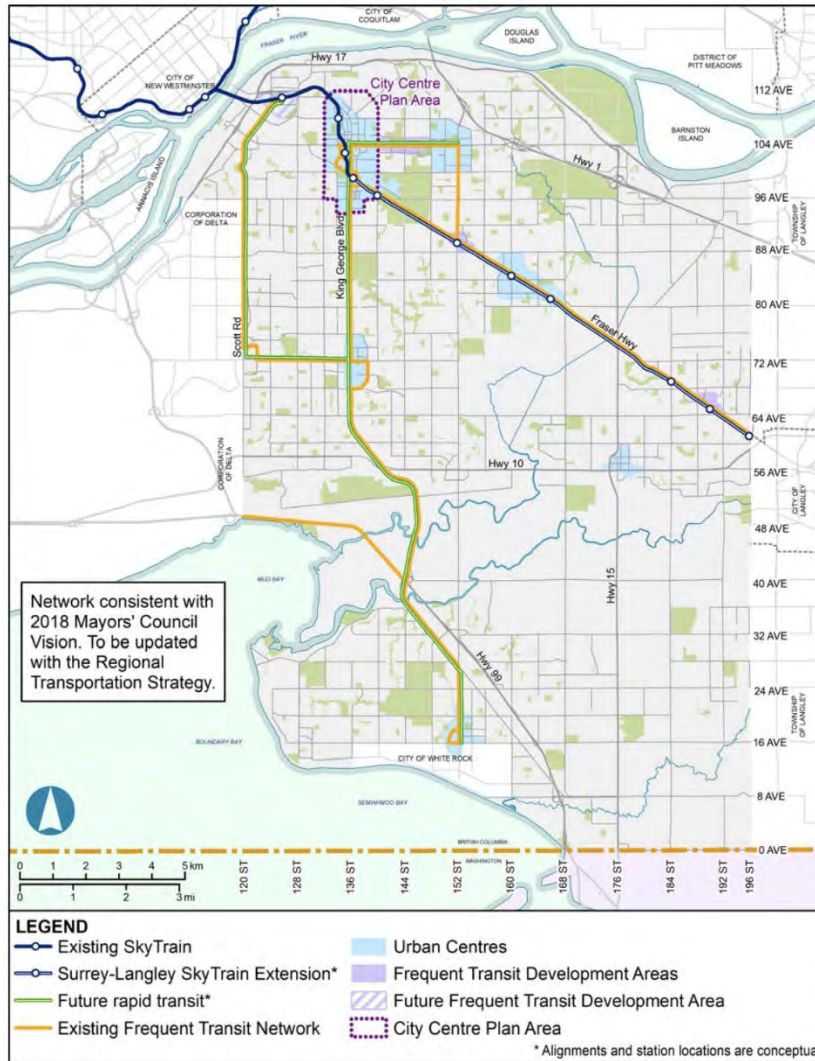 CITY OF
COQUITLAM
DOUGLAS
ISLAND
FRASER RIVER
Hwy 17
DISTRICT OF
PITT MEADOWS
CITY OF
NEW WESTMINSTER
City Centre
Plan Area
112 AVE
BARNSTON
ISLAND
104 AVE
Hwy 1
ANNACIS ISLAND
96 AVE
CORPORATION
OF DELTA
TOWNSHIP
OF LANGLEY
88 AVE
King George Blvd
80 AVE
Scott Rd
Fraser Hwy
72 AVE
64 AVE
CORPORATION
OF DELTA
Hwy 10
56 AVE
CITY OF
LANGLEY
48 AVE
MUD BAY
40 AVE
Network consistent with
2018 Mayors' Council
Vision. To be updated
with the Regional
Transportation Strategy.
Hwy 15
32 AVE
Hwy 99
24 AVE
TOWNSHIP
OF LANGLEY
BOUNDARY BAY
16 AVE
CITY OF WHITE ROCK
SEMIAHMOO BAY
8 AVE
BRITISH COLUMBIA
0 AVE
WASHINGTON
0 1 2 3 4 5 km
0 1 2 3 mi
120 ST
128 ST
136 ST
144 ST
152 ST
160 ST
168 ST
176 ST
184 ST
192 ST
196 ST
LEGEND
Existing SkyTrain
Urban Centres
Surrey-Langley SkyTrain Extension*
Frequent Transit Development Areas
Future rapid transit*
Future Frequent Transit Development Area
Existing Frequent Transit Network
City Centre Plan Area
* Alignments and station locations are conceptual